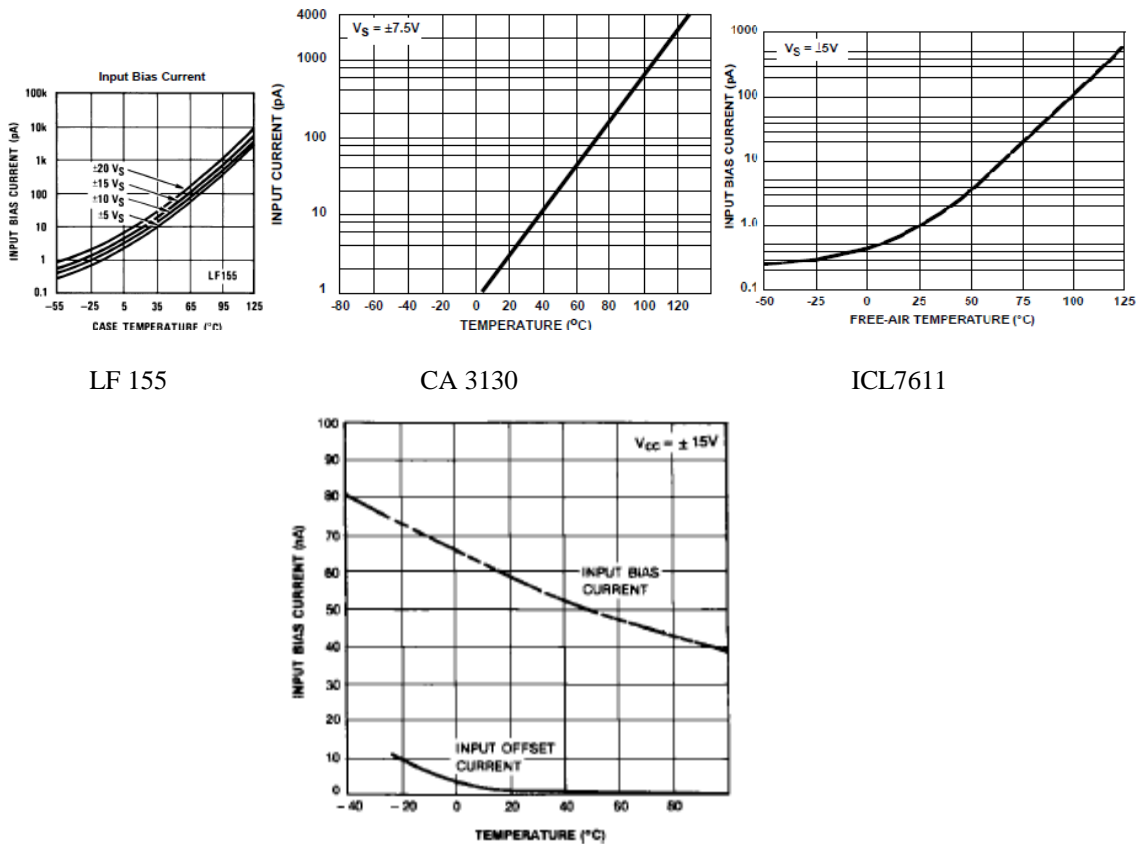 Input Bias Current
INPUT BIAS CURRENT (pA)
100k
10k
1k
100
10
1
0.1
±20 VS
±15 VS
±10 VS
±5 VS
LF155
-55 -25 5 35 65 95 125
CASE TEMPERATURE (°C)
INPUT CURRENT (pA)
4000
1000
100
10
1
VS = ±7.5V
-80 -60 -40 -20 0 20 40 60 80 100 120
TEMPERATURE (°C)
INPUT BIAS CURRENT (pA)
1000
100
10
1.0
0.1
VS = ±5V
-50 -25 0 25 50 75 100 125
FREE-AIR TEMPERATURE (°C)
LF 155
CA 3130
ICL7611
INPUT BIAS CURRENT (nA)
100
90
80
70
60
50
40
30
20
10
0
VCC = ± 15V
INPUT BIAS
CURRENT
INPUT OFFSET
CURRENT
-40 -20 0 20 40 60 80
TEMPERATURE (°C)